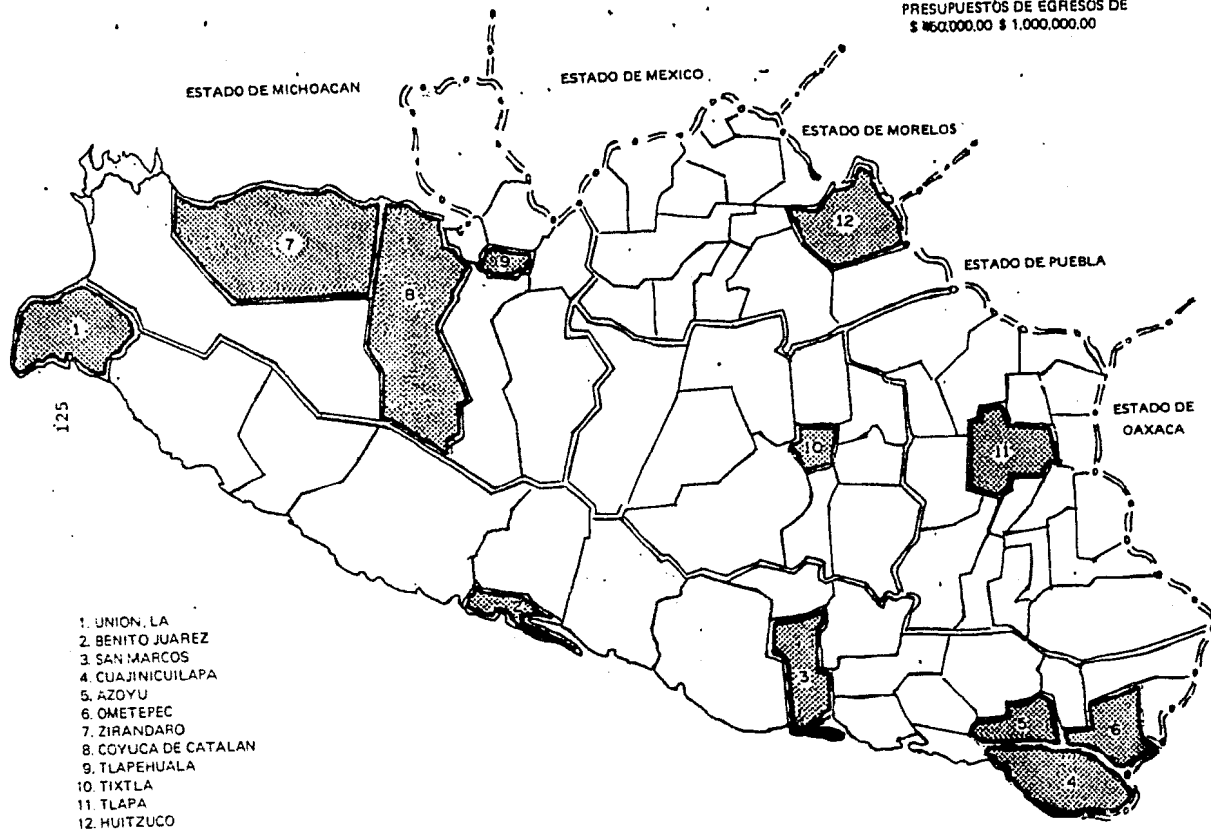 PRESUPUESTOS DE EGRESOS DE
$ 1.000,000.00
ESTADO DE MICHOACAN
ESTADO DE MEXICO
ESTADO DE MORELOS
ESTADO DE PUEBLA
ESTADO DE
OAXACA
7
12
9
8
1
10
11
3
5
6
4
125
1. UNION, LA
2. BENITO JUAREZ
3. SAN MARCOS
4. CUAJINICUILAPA
5. AZOYU
6. OMETEPEC
7. ZIRANDARO
8. COYUCA DE CATALAN
9. TLAPEHUALA
10. TIXTLA
11. TLAPA
12. HUITZUCO